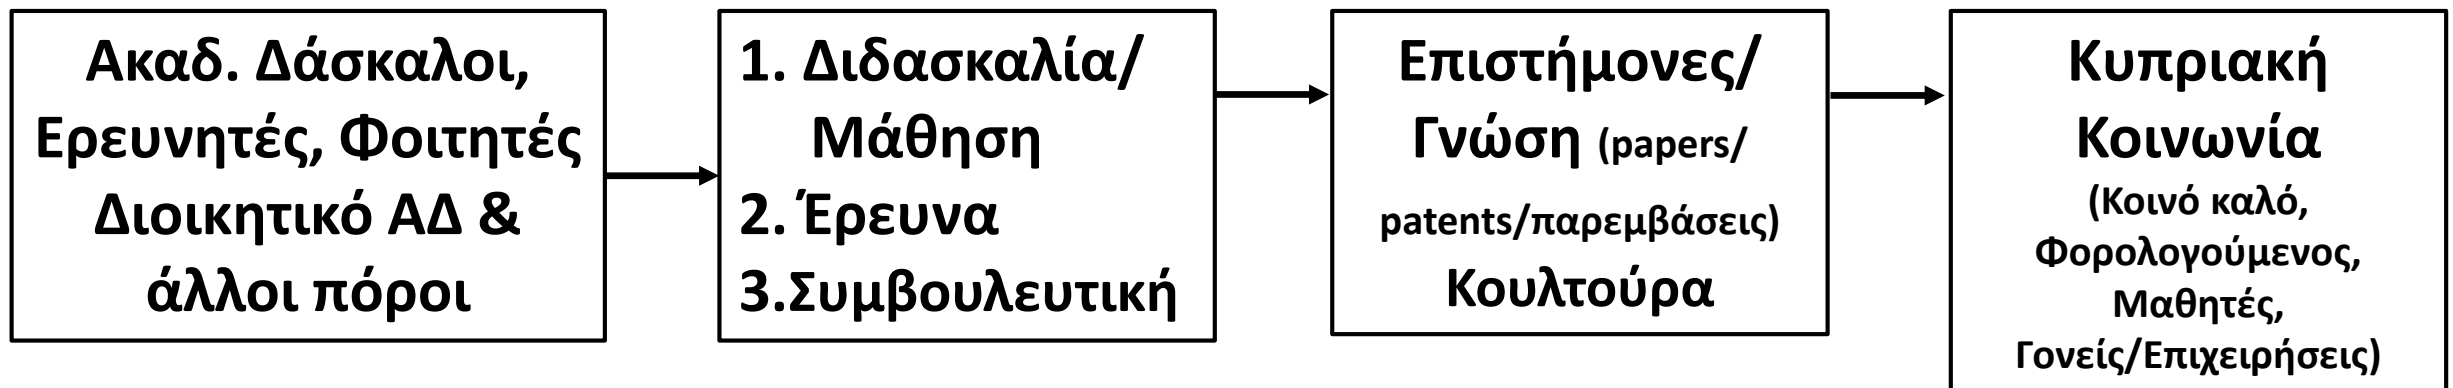 Ακαδ. Δάσκαλοι,
Ερευνητές, Φοιτητές
Διοικητικό ΑΔ &
άλλοι πόροι
1. Διδασκαλία/
Μάθηση
2. Έρευνα
3.Συμβουλευτική
Επιστήμονες/
Γνώση (papers/
patents/παρεμβάσεις)
Κουλτούρα
Κυπριακή
Κοινωνία
(Κοινό καλό,
Φορολογούμενος,
Μαθητές,
Γονείς/Επιχειρήσεις)